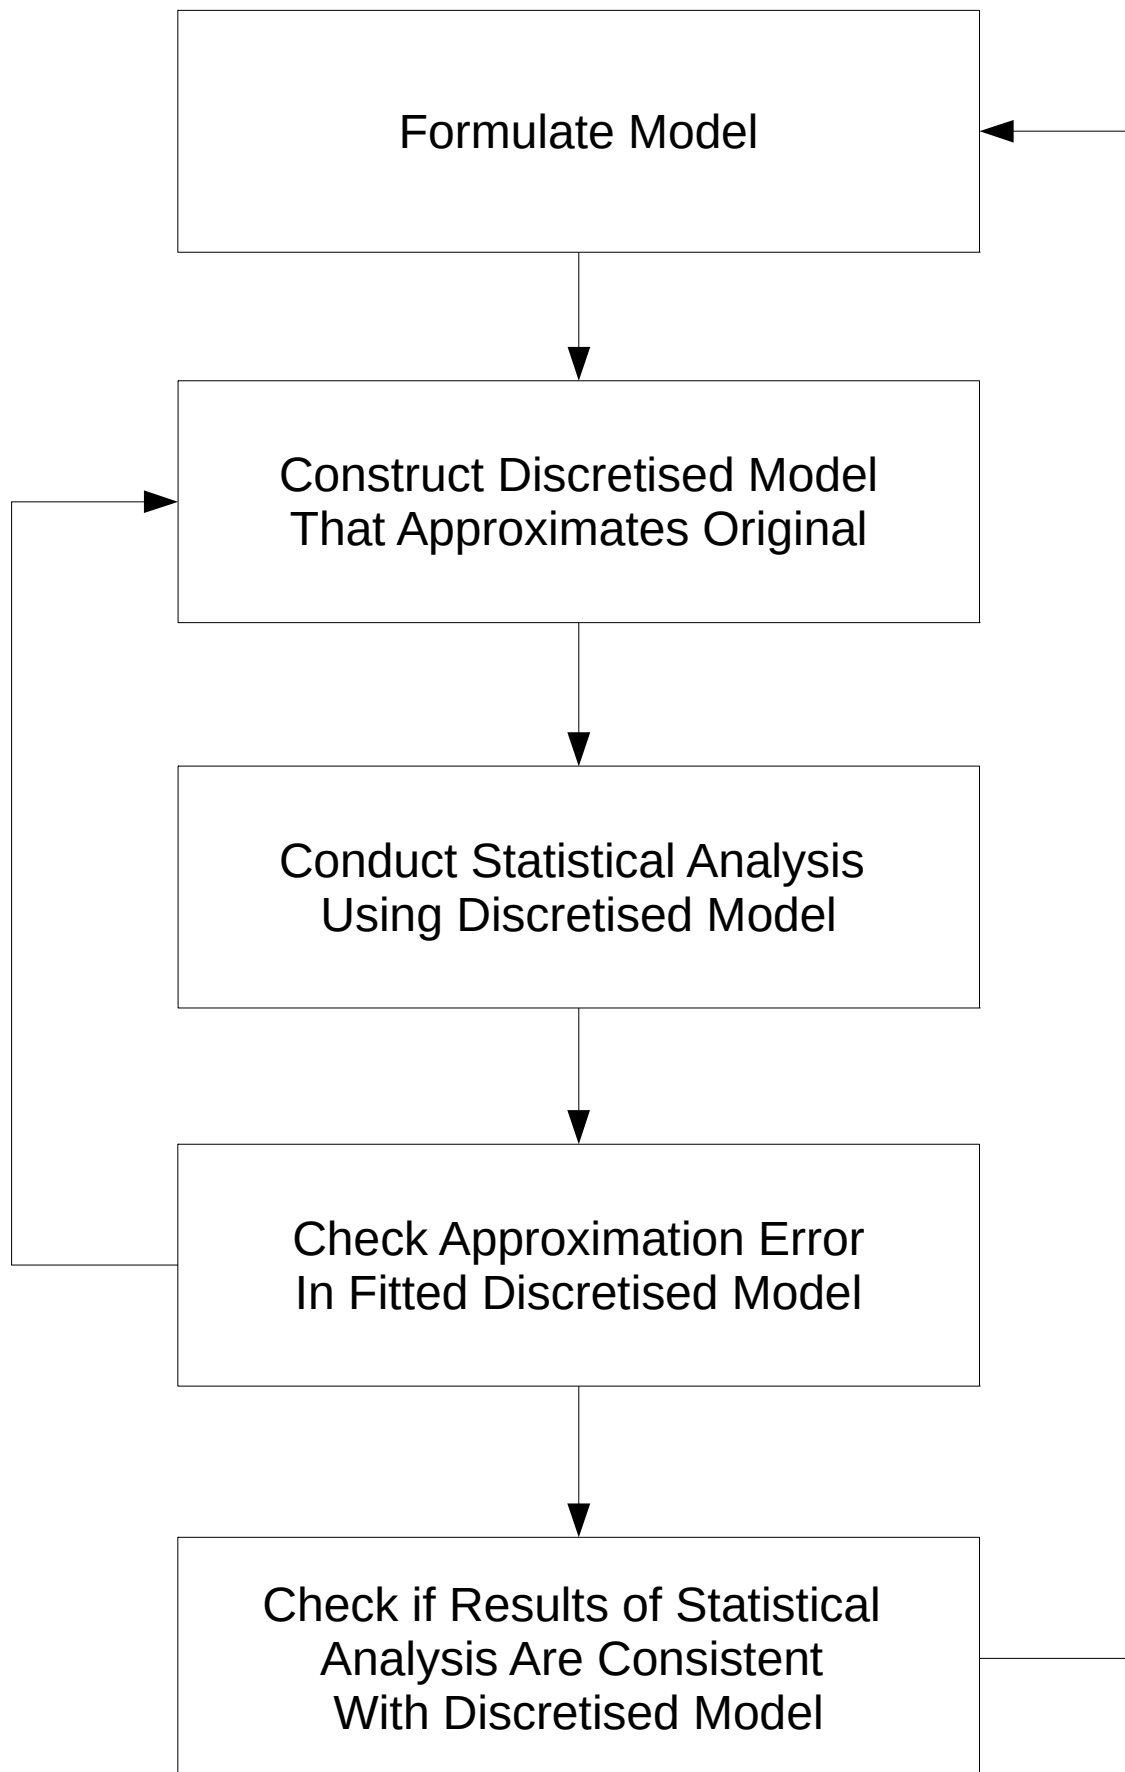 Formulate Model
Construct Discretised Model
That Approximates Original
Conduct Statistical Analysis
Using Discretised Model
Check Approximation Error
In Fitted Discretised Model
Check if Results of Statistical
Analysis Are Consistent
With Discretised Model